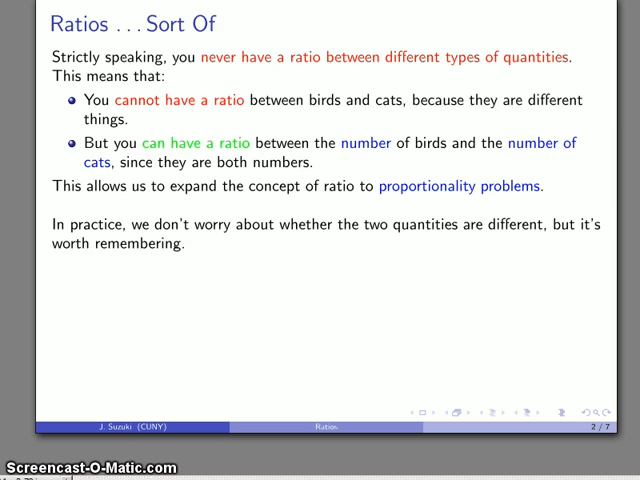 Ratios . . . Sort Of
Strictly speaking, you never have a ratio between different types of quantities.
This means that:
You cannot have a ratio between birds and cats, because they are different
things.
But you can have a ratio between the number of birds and the number of
cats, since they are both numbers.
This allows us to expand the concept of ratio to proportionality problems.
In practice, we don't worry about whether the two quantities are different, but it's
worth remembering.
J. Suzuki (CUNY) Ratios 2 / 7
Screencast-O-Matic.com